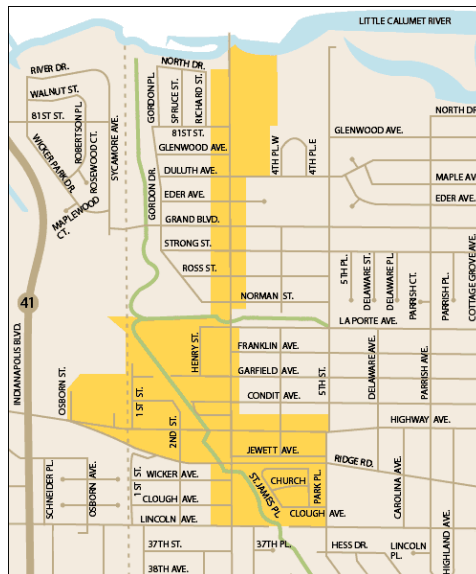 LITTLE CALUMET RIVER
RIVER DR.
NORTH DR.
WALNUT ST.
GORDON PL.
SPRUCE ST.
RICHARD ST.
81ST ST.
ROBERTSON PL.
ROSEWOOD CT.
SYCAMORE AVE.
WICKER PARK DR.
MAPLEWOOD
CT.
NORTH DR.
81ST ST.
GLENWOOD AVE.
4TH PL.W
4TH PL.E
GLENWOOD AVE.
DULUTH AVE.
MAPLE AV
GORDON DR.
EDER AVE.
EDER AVE.
GRAND BLVD.
STRONG ST.
ROSS ST.
5TH PL.
DELAWARE ST.
DELAWARE PL.
PARRISH CT.
PARRISH PL.
COTTAGE GROVE AVE.
NORMAN ST.
41
INDIANAPOLIS BLVD.
LA PORTE AVE.
HENRY ST.
FRANKLIN AVE.
GARFIELD AVE.
CONDIT AVE.
5TH ST.
DELAWARE AVE.
PARRISH AVE.
OSBORN ST.
1 ST ST.
2ND ST.
HIGHWAY AVE.
JEWETT AVE.
RIDGE RD.
SCHNEIDER PL.
OSBORN AVE.
1 ST ST.
WICKER AVE.
CLOUGH AVE.
LINCOLN AVE.
ST. JAMES PL.
CHURCH
PARK PL.
CLOUGH AVE.
CAROLINA AVE.
HIGHLAND AVE.
37TH ST.
37TH PL.
HESS DR.
LINCOLN
PL.
38TH AVE.